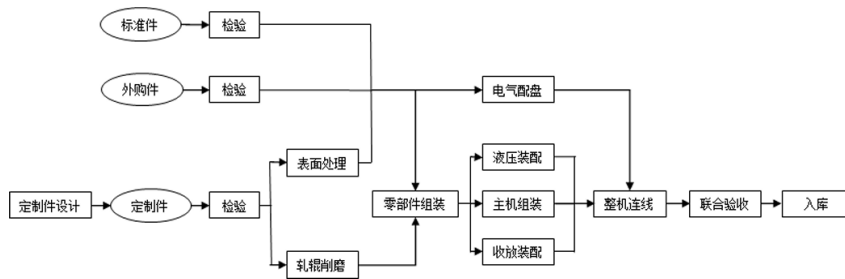 标准件
检验
外购件
检验
电气配盘
表面处理
液压装配
定制件设计
定制件
检验
零部件组装
主机组装
整机连线
联合验收
入库
轧辊削磨
收放装配